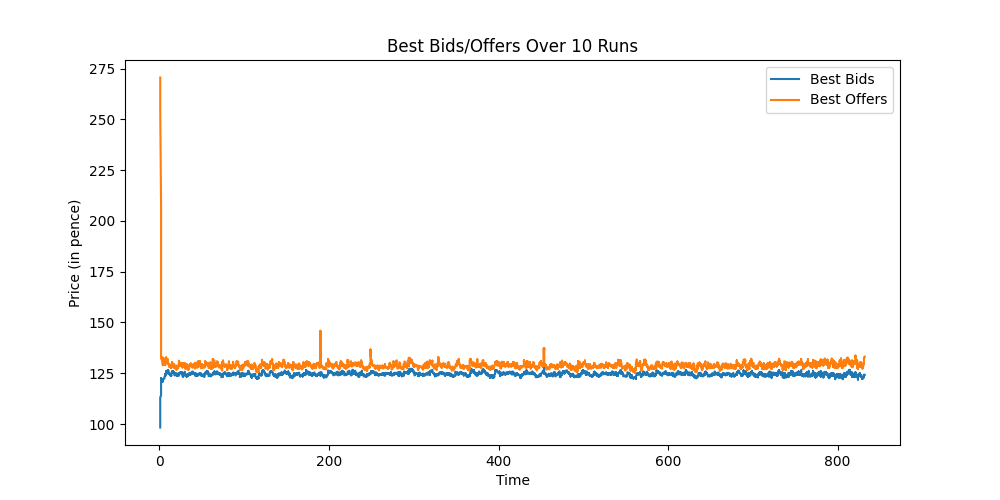 Best Bids/Offers Over 10 Runs
Best Bids
Best Offers
Price (in pence)
275
250
225
200
175
150
125
100
0 200 400 600 800
Time